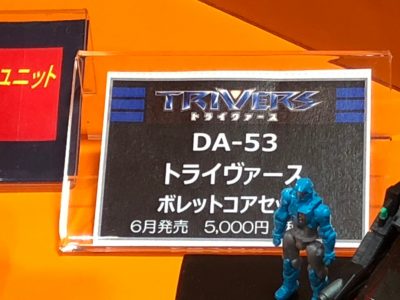 ユニット
TRIVERS
トライヴァース
DA-53
トライヴァース
ボレットコアセ
6月発売 5,000円